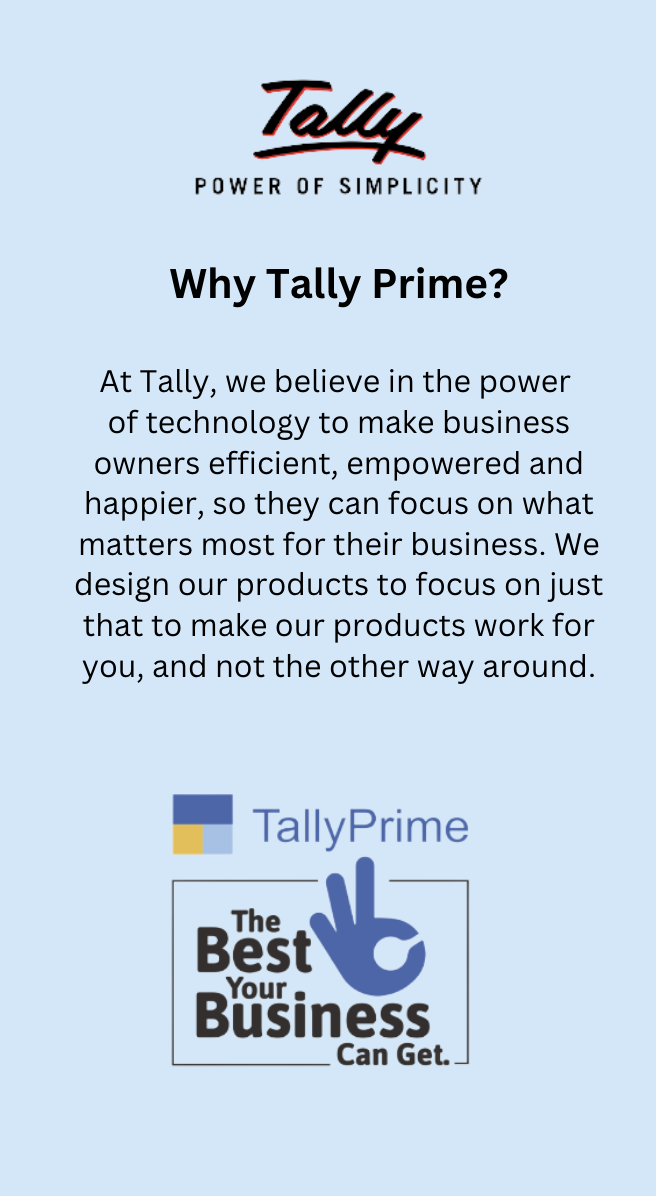 Tally
POWER OF SIMPLICITY
Why Tally Prime?
At Tally, we believe in the power
of technology to make business
owners efficient, empowered and
happier, so they can focus on what
matters most for their business. We
design our products to focus on just
that to make our products work for
you, and not the other way around.
TallyPrime
The
Best
Your
Business
Can Get.